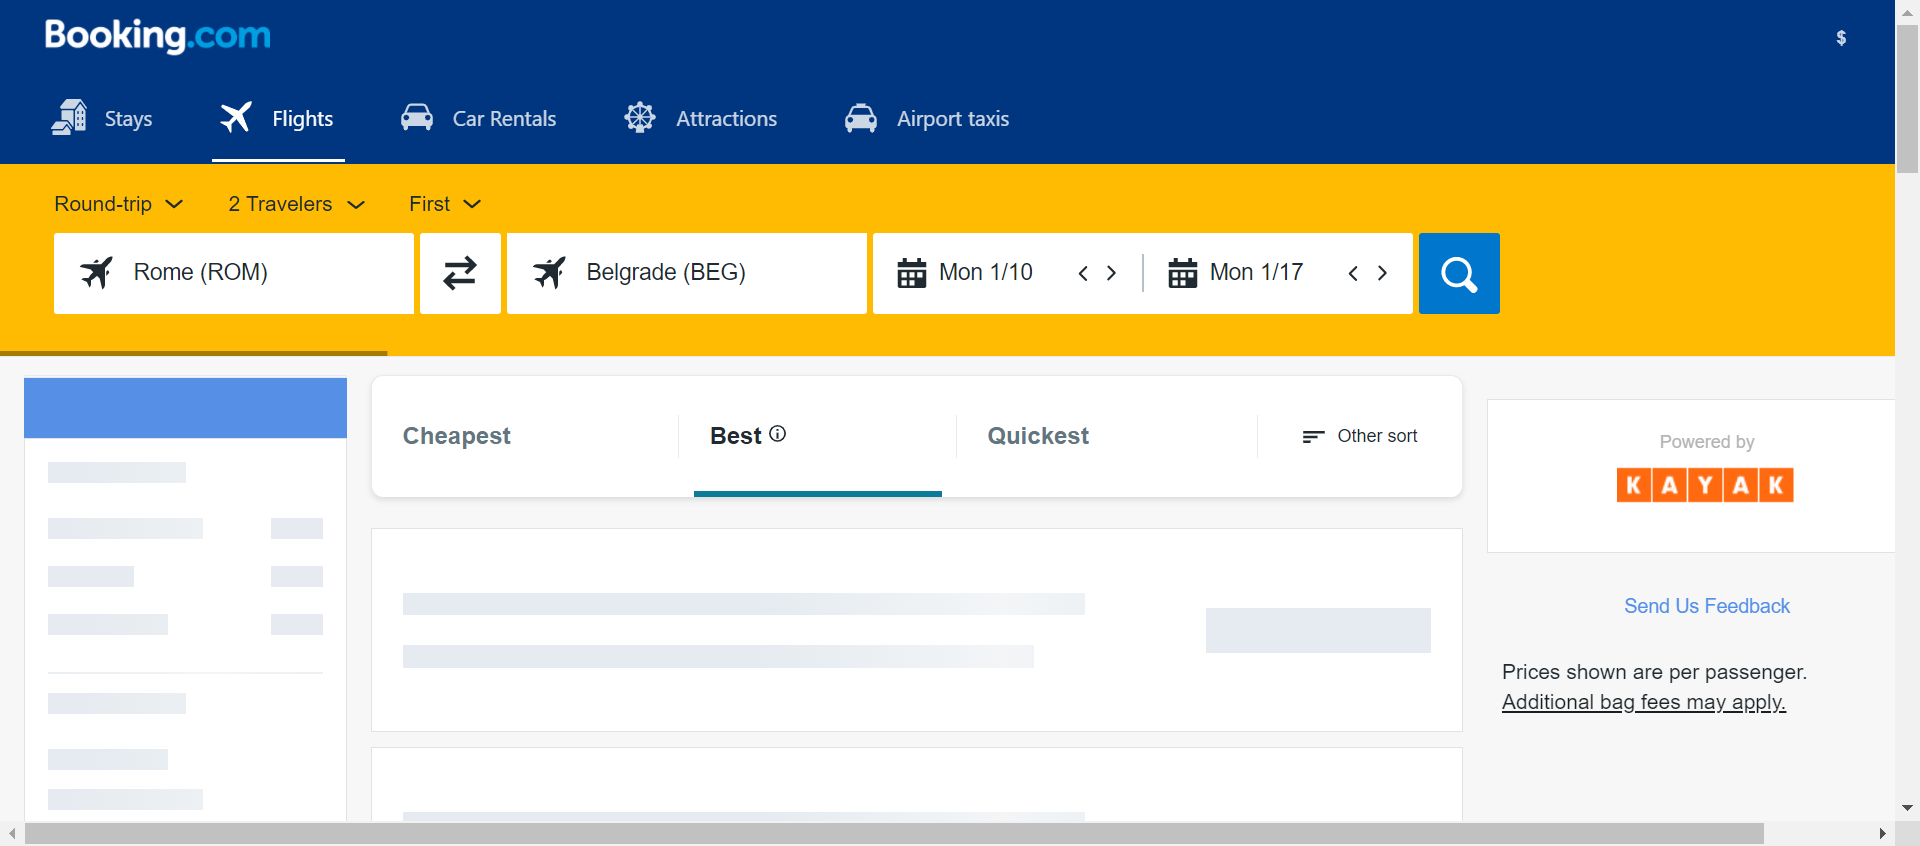 Booking.com
$
Stays
Flights
Car Rentals
Attractions
Airport taxis
Round-trip
2 Travelers
First
Rome (ROM)
Belgrade (BEG)
Mon 1/10
Mon 1/17
Cheapest
Best
Quickest
Other sort
Powered by
KAYAK
Send Us Feedback
Prices shown are per passenger.
Additional bag fees may apply.